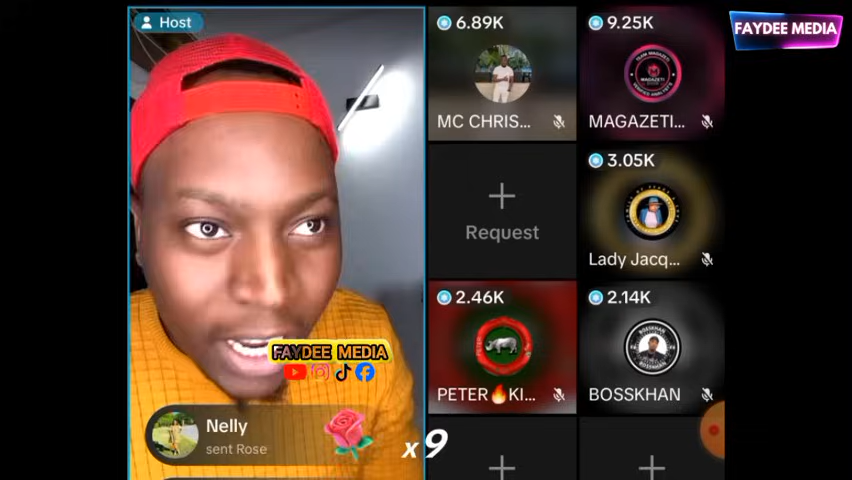 Host
FAYDEE MEDIA
Nelly
sent Rose
x9
6.89K
MC CHRIS...
9.25K
MAGAZETI...
Request
3.05K
Lady Jacq...
2.46K
PETER🔥KI...
2.14K
BOSSKHAN
BOSSKHAN
FAYDEE MEDIA